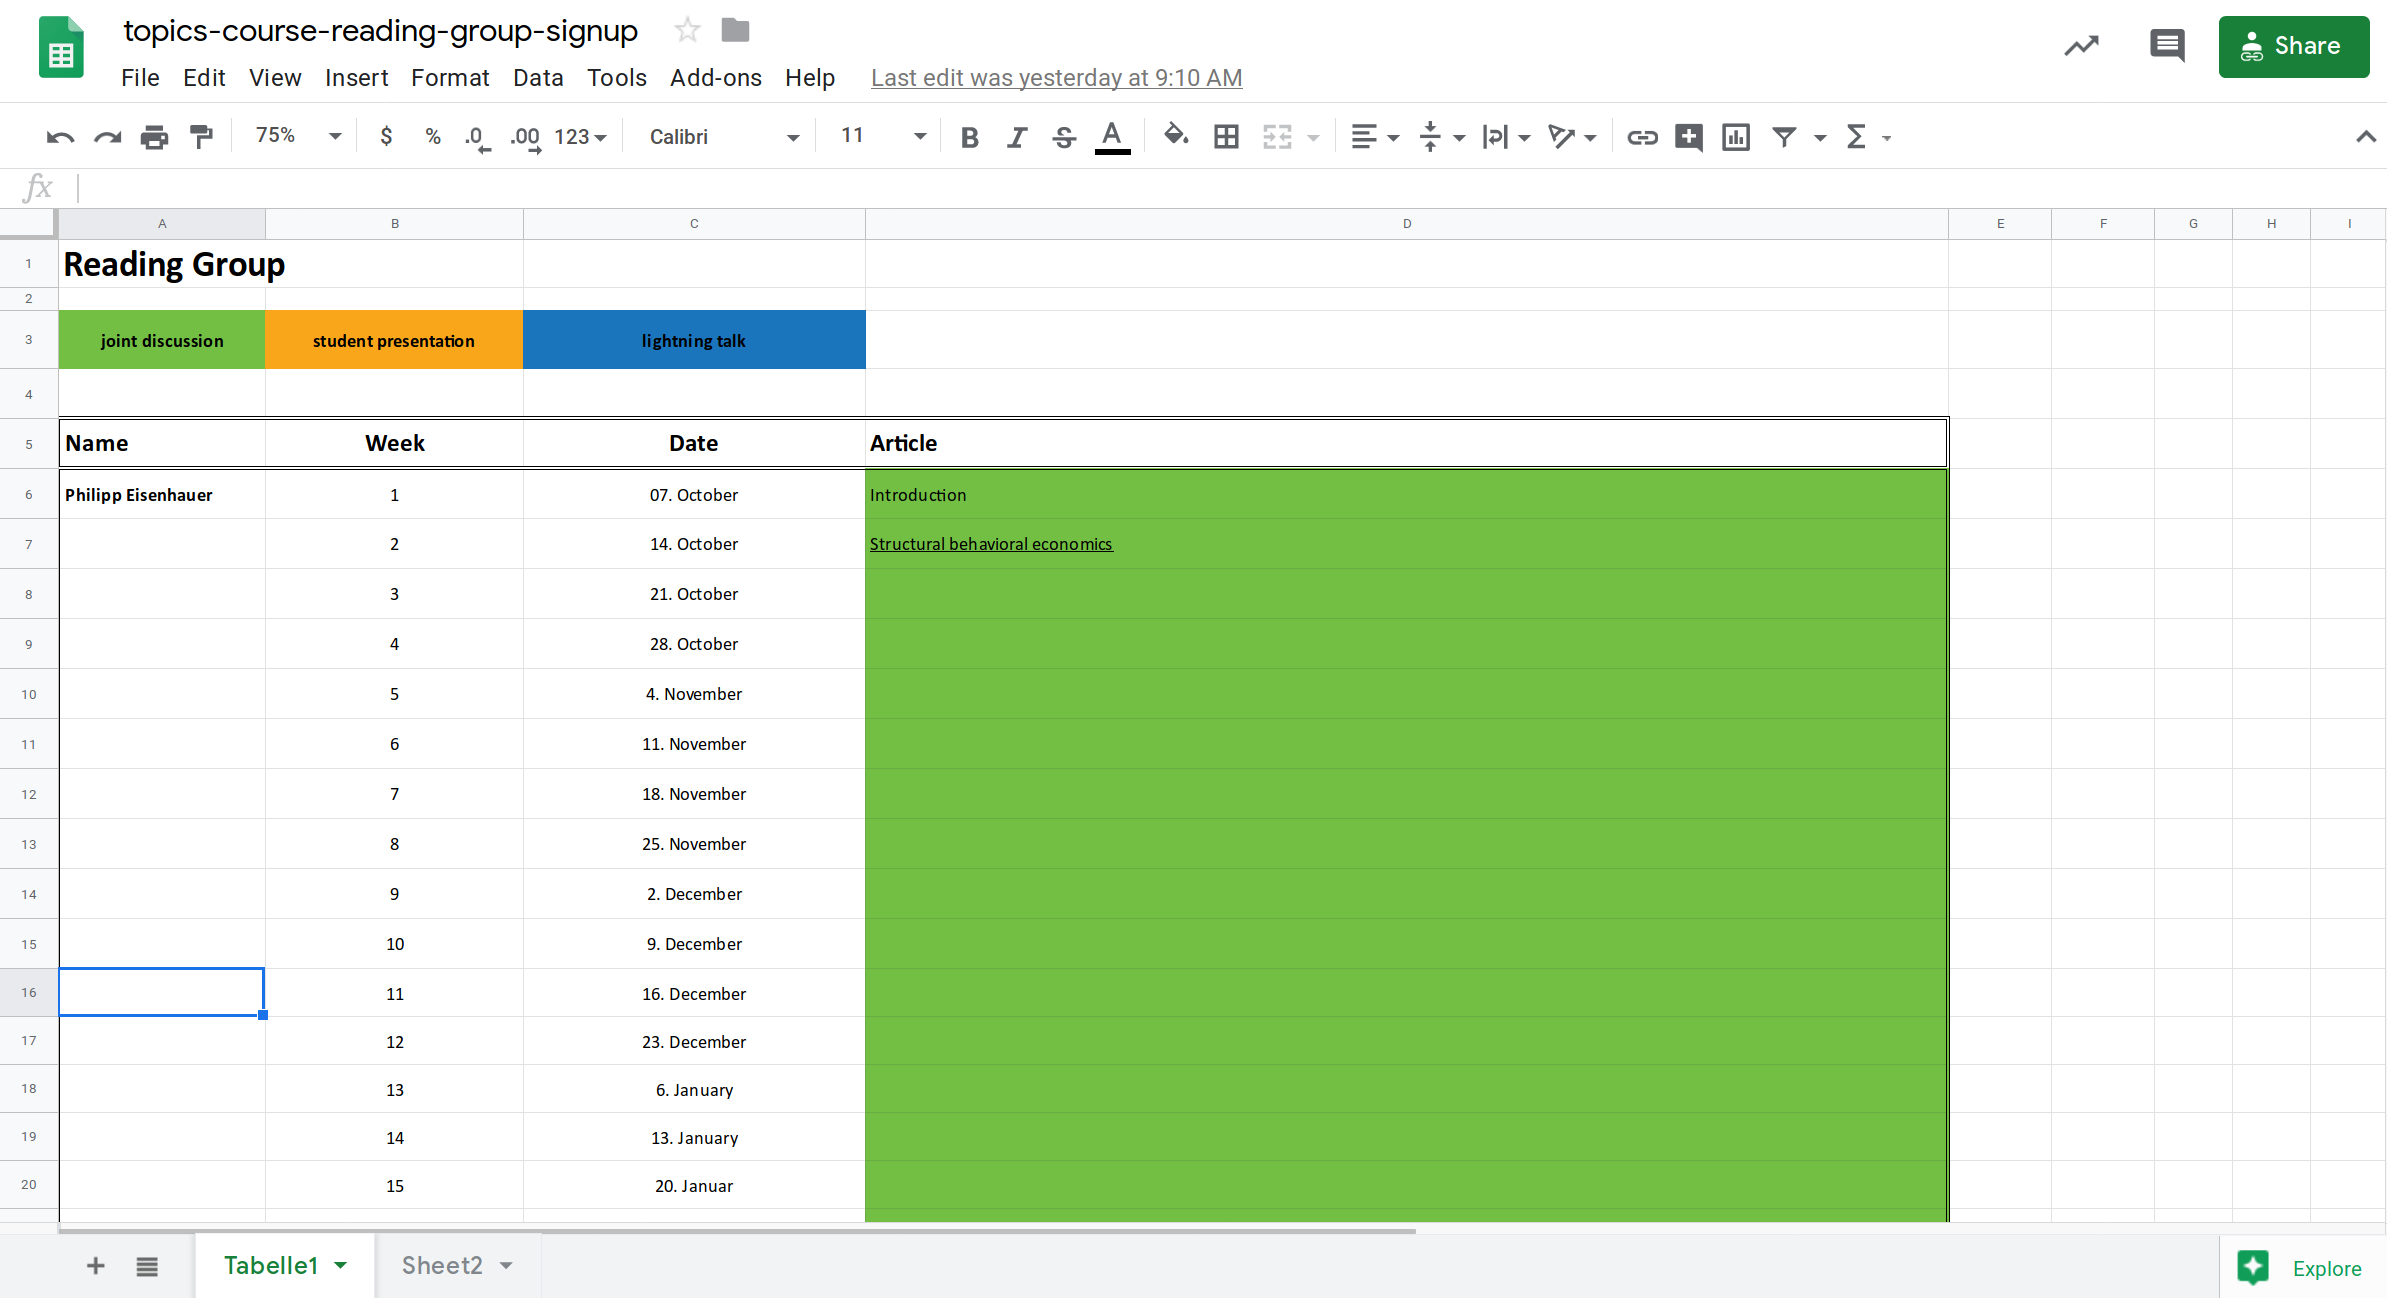 topics-course-reading-group-signup
File Edit View Insert Format Data Tools Add-ons Help Last edit was yesterday at 9:10 AM
Share
75% $ % .0 .00 123 Calibri 11 B I S A Σ
fx
A B C D E F G H I
1 Reading Group
2
3 joint discussion student presentation lightning talk
4
5 Name Week Date Article
6 Philipp Eisenhauer 1 07. October Introduction
7 2 14. October Structural behavioral economics
8 3 21. October
9 4 28. October
10 5 4. November
11 6 11. November
12 7 18. November
13 8 25. November
14 9 2. December
15 10 9. December
16 11 16. December
17 12 23. December
18 13 6. January
19 14 13. January
20 15 20. Januar
+ Tabelle1 Sheet2 Explore